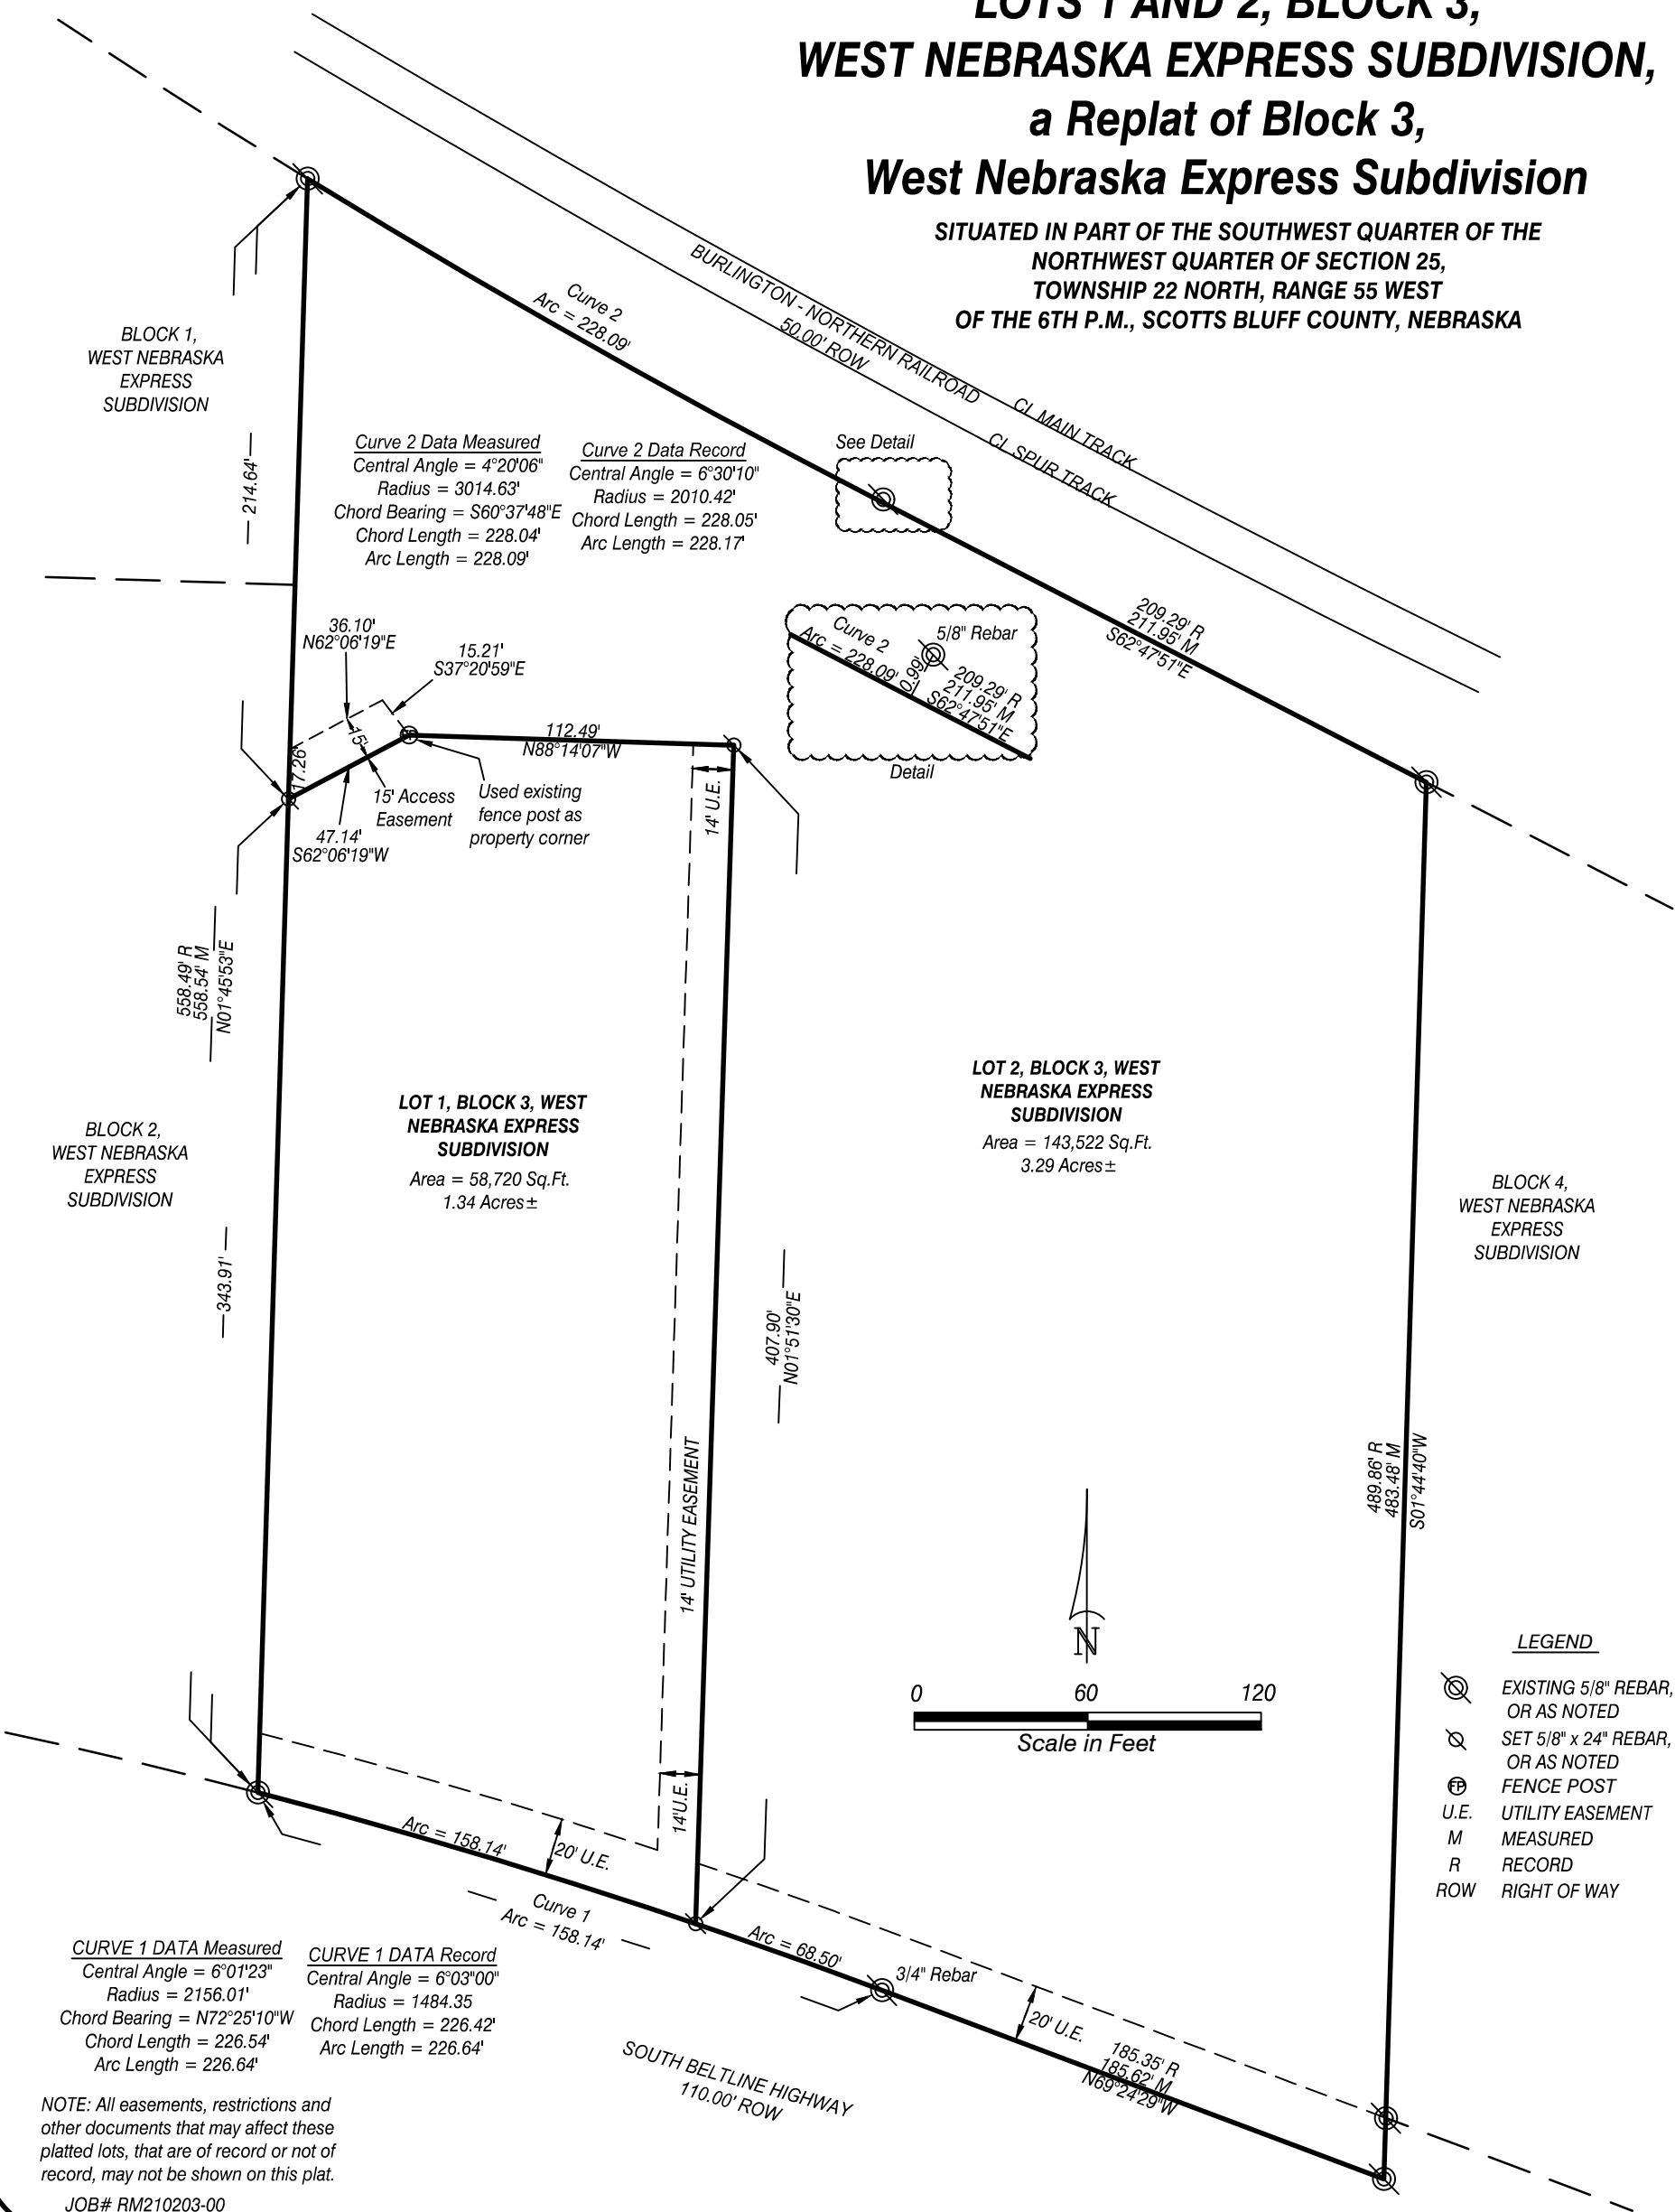 LOTS 1 AND 2, BLOCK 3,
WEST NEBRASKA EXPRESS SUBDIVISION,
a Replat of Block 3,
West Nebraska Express Subdivision
SITUATED IN PART OF THE SOUTHWEST QUARTER OF THE
NORTHWEST QUARTER OF SECTION 25,
TOWNSHIP 22 NORTH, RANGE 55 WEST
OF THE 6TH P.M., SCOTTS BLUFF COUNTY, NEBRASKA
BURLINGTON - NORTHERN RAILROAD
50.00' ROW
CL MAIN TRACK
CL SPUR TRACK
Curve 2
Arc = 228.09'
BLOCK 1,
WEST NEBRASKA
EXPRESS
SUBDIVISION
214.64'
Curve 2 Data Measured
Central Angle = 4°20'06"
Radius = 3014.63'
Chord Bearing = S60°37'48"E
Chord Length = 228.04'
Arc Length = 228.09'
Curve 2 Data Record
Central Angle = 6°30'10"
Radius = 2010.42'
Chord Length = 228.05'
Arc Length = 228.17'
See Detail
209.29' R
211.95' M
S62°47'51"E
Curve 2
Arc = 228.09'
5/8" Rebar
0.99'
209.29' R
211.95' M
S62°47'51"E
Detail
36.10'
N62°06'19"E
15.21'
S37°20'59"E
15'
17.26'
112.49'
N88°14'07"W
15' Access
Easement
Used existing
fence post as
property corner
47.14'
S62°06'19"W
14' U.E.
558.49' R
558.54' M
N01°45'53"E
LOT 1, BLOCK 3, WEST
NEBRASKA EXPRESS
SUBDIVISION
Area = 58,720 Sq.Ft.
1.34 Acres±
LOT 2, BLOCK 3, WEST
NEBRASKA EXPRESS
SUBDIVISION
Area = 143,522 Sq.Ft.
3.29 Acres±
BLOCK 2,
WEST NEBRASKA
EXPRESS
SUBDIVISION
BLOCK 4,
WEST NEBRASKA
EXPRESS
SUBDIVISION
343.91'
407.90'
N01°51'30"E
14' UTILITY EASEMENT
489.86' R
483.48' M
S01°44'40"W
N
0 60 120
Scale in Feet
LEGEND
EXISTING 5/8" REBAR,
OR AS NOTED
SET 5/8" x 24" REBAR,
OR AS NOTED
FP FENCE POST
U.E. UTILITY EASEMENT
M MEASURED
R RECORD
ROW RIGHT OF WAY
14'U.E.
Arc = 158.14'
20' U.E.
Curve 1
Arc = 158.14'
Arc = 68.50'
3/4" Rebar
20' U.E.
185.35' R
185.62' M
N69°24'29"W
SOUTH BELTLINE HIGHWAY
110.00' ROW
CURVE 1 DATA Measured
Central Angle = 6°01'23"
Radius = 2156.01'
Chord Bearing = N72°25'10"W
Chord Length = 226.54'
Arc Length = 226.64'
CURVE 1 DATA Record
Central Angle = 6°03'00"
Radius = 1484.35
Chord Length = 226.42'
Arc Length = 226.64'
NOTE: All easements, restrictions and
other documents that may affect these
platted lots, that are of record or not of
record, may not be shown on this plat.
JOB# RM210203-00